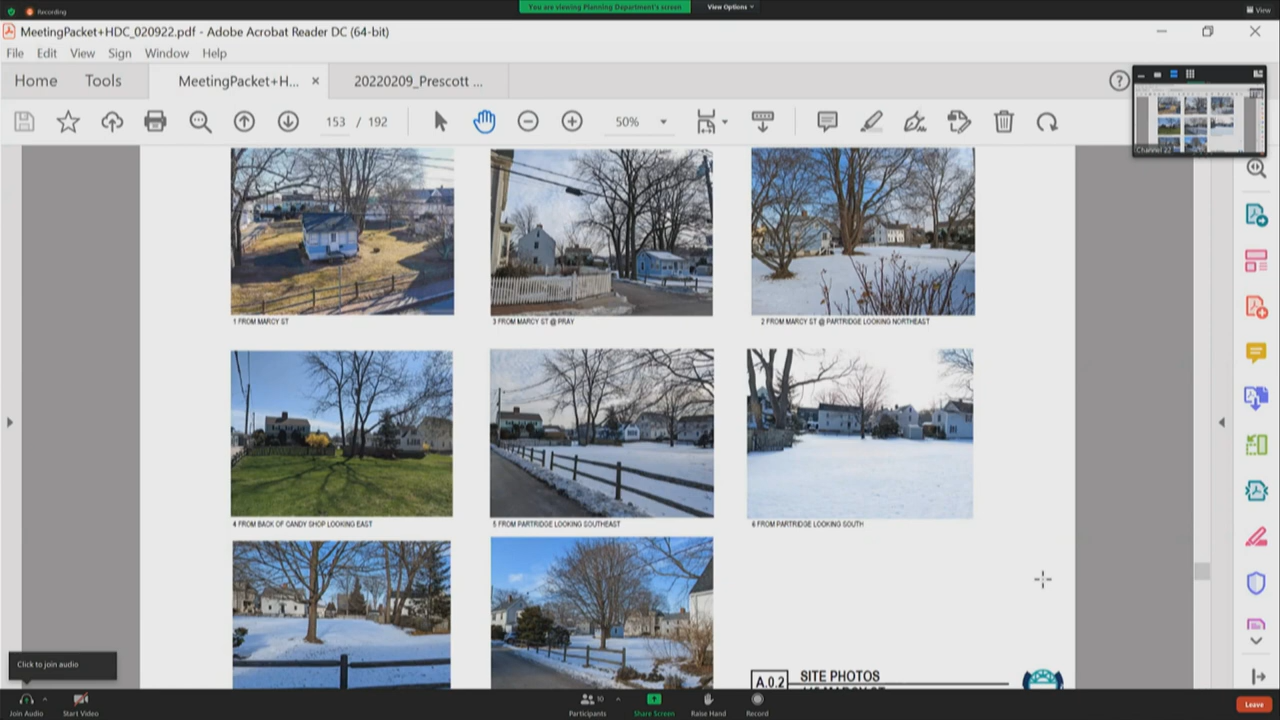 Recording
You are viewing Planning Department's screen
View Options
View
MeetingPacket+HDC_020922.pdf - Adobe Acrobat Reader DC (64-bit)
File Edit View Sign Window Help
Home Tools MeetingPacket+H... × 20220209_Prescott ...
153 / 192 50%
Channel 22
1 FROM MARCY ST
3 FROM MARCY ST @ PRAY
2 FROM MARCY ST @ PARTRIDGE LOOKING NORTHEAST
4 FROM BACK OF CANDY SHOP LOOKING EAST
5 FROM PARTRIDGE LOOKING SOUTHEAST
6 FROM PARTRIDGE LOOKING SOUTH
A.0.2 SITE PHOTOS
Click to join audio
Join Audio Start Video Participants 10 Share Screen Raise Hand Record Leave